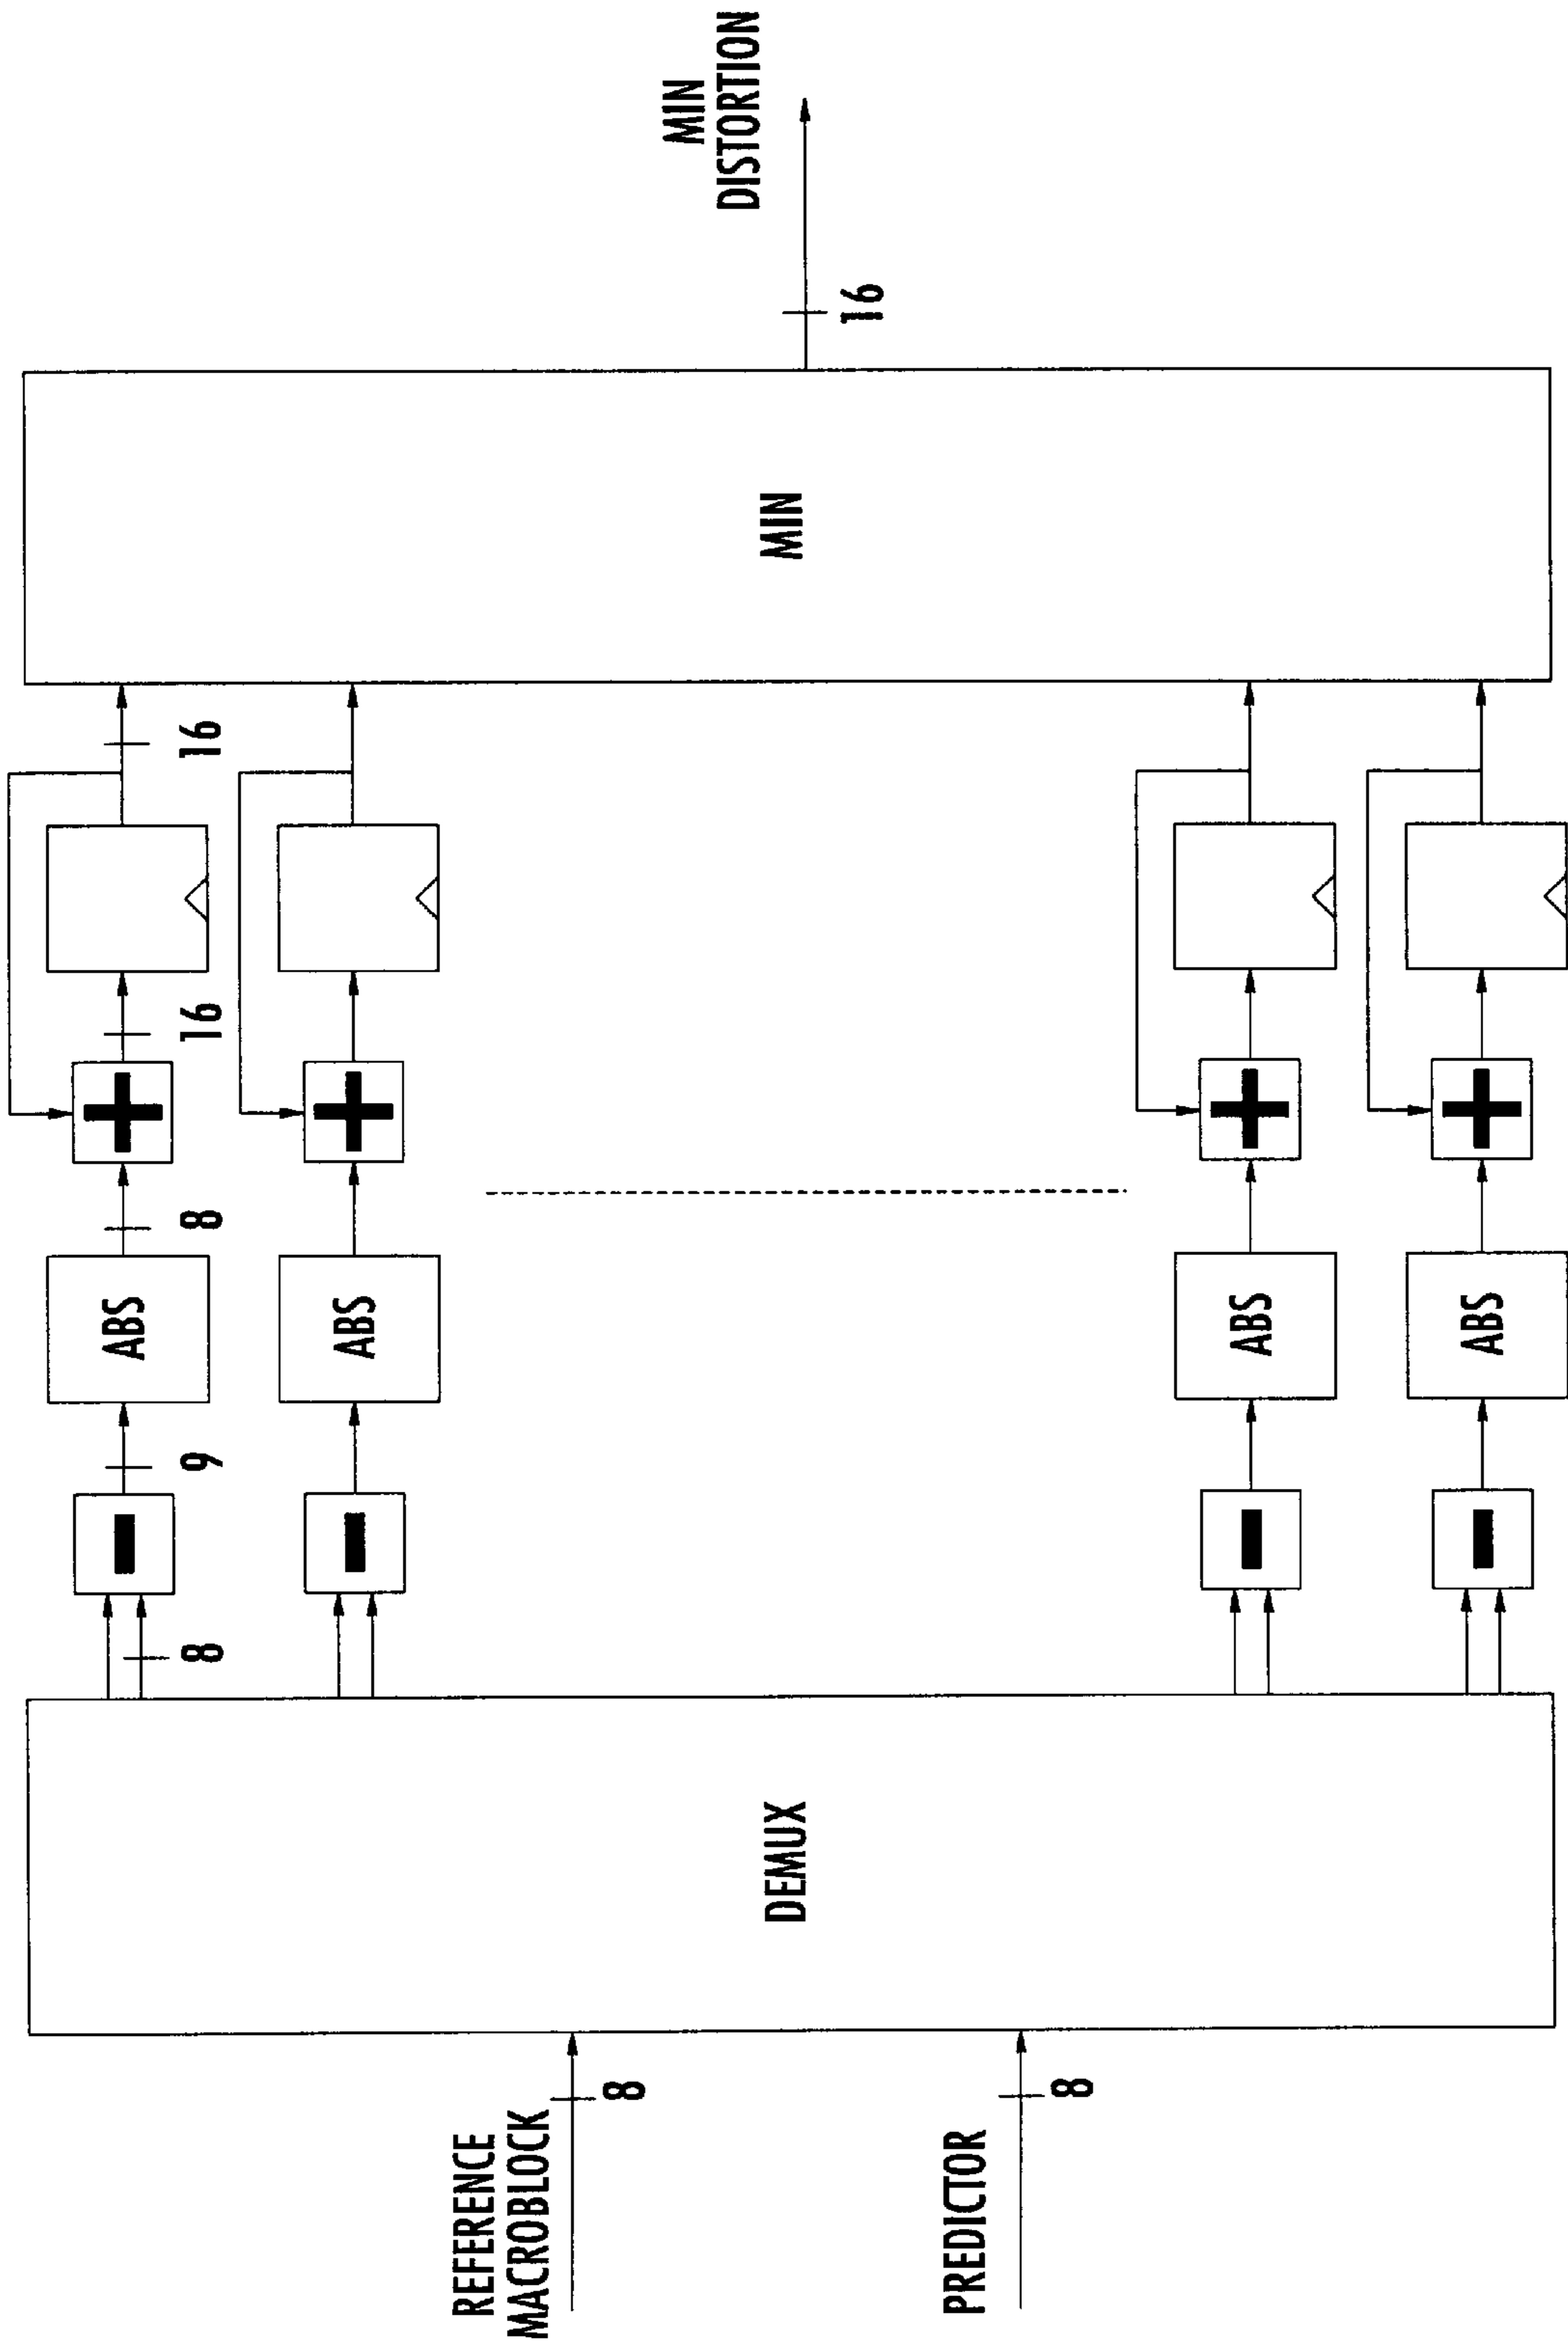 REFERENCE
MACROBLOCK
8
PREDICTOR
8
DEMUX
8
9
ABS
8
16
16
ABS
ABS
ABS
MIN
16
MIN
DISTORTION